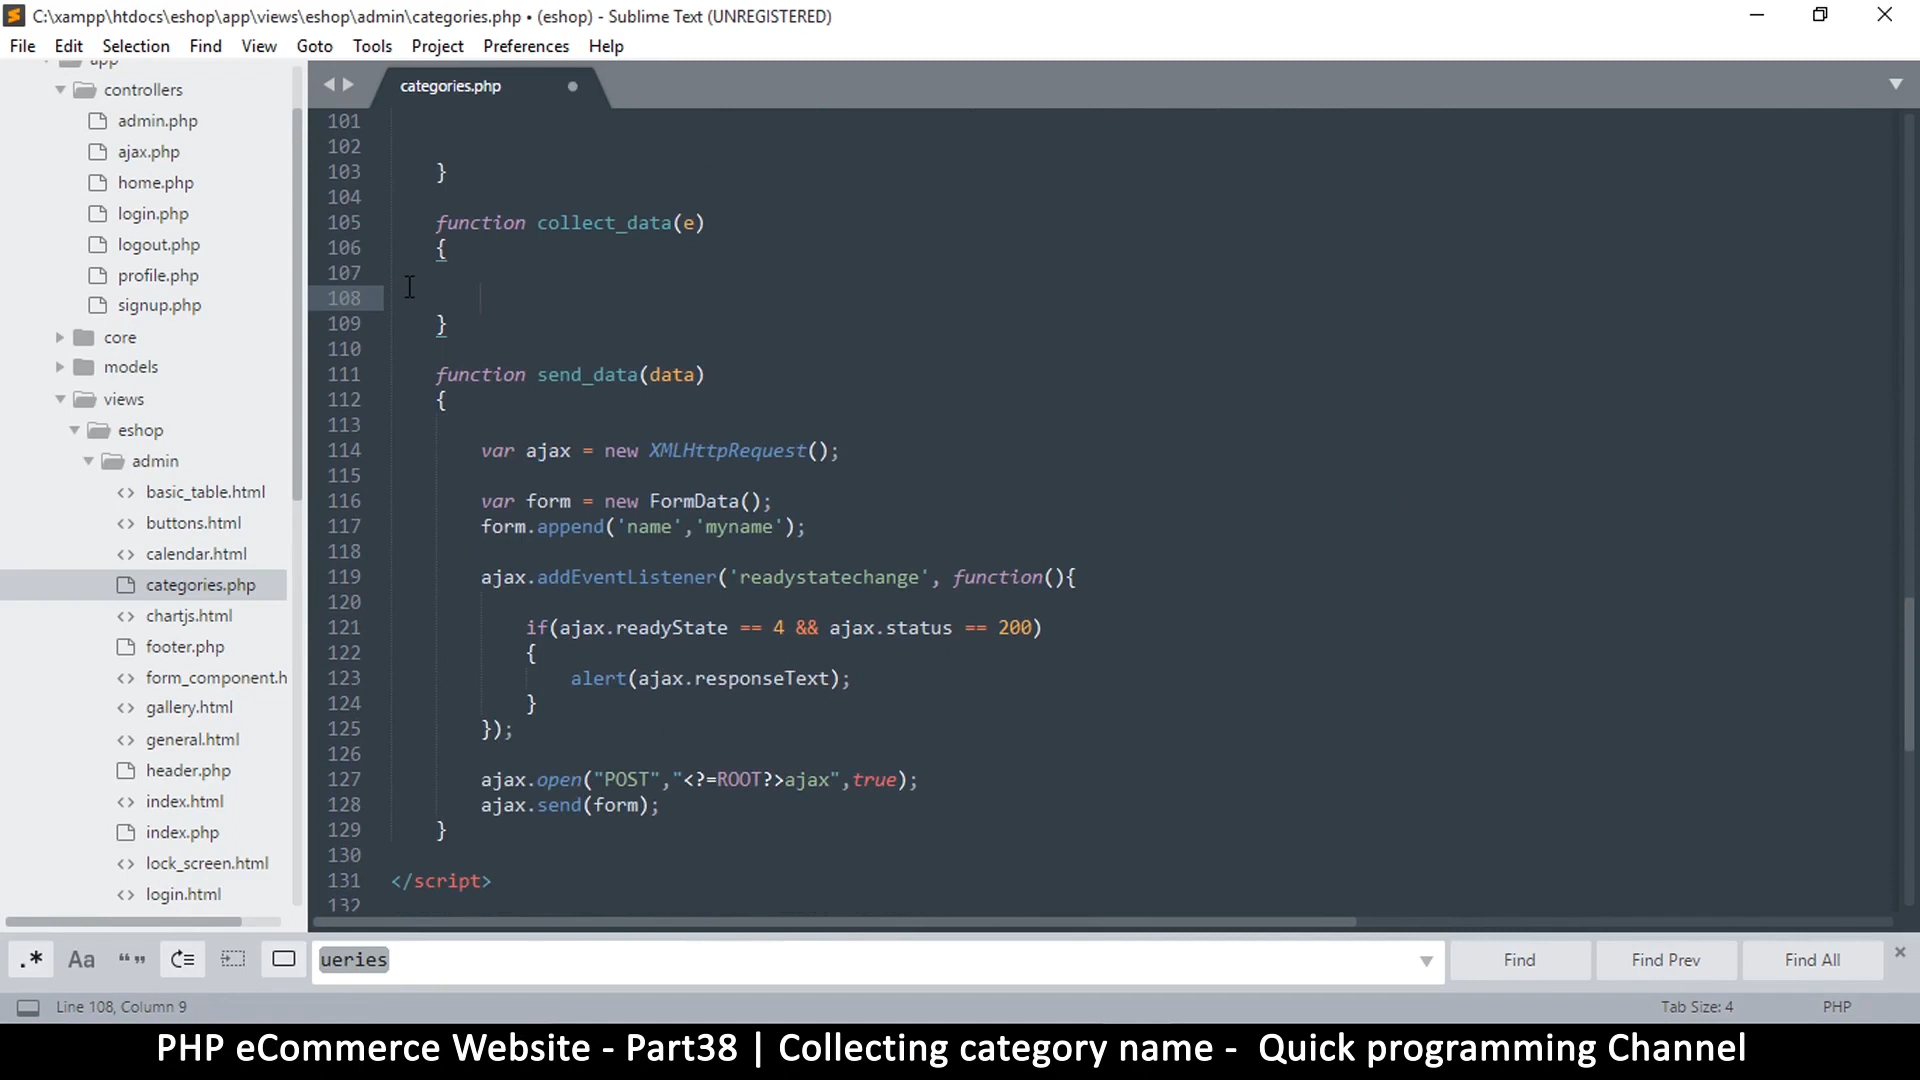 C:\xampp\htdocs\eshop\app\views\eshop\admin\categories.php • (eshop) - Sublime Text (UNREGISTERED)
File Edit Selection Find View Goto Tools Project Preferences Help
app
controllers
admin.php
ajax.php
home.php
login.php
logout.php
profile.php
signup.php
core
models
views
eshop
admin
basic_table.html
buttons.html
calendar.html
categories.php
chartjs.html
footer.php
form_component.h
gallery.html
general.html
header.php
index.html
index.php
lock_screen.html
login.html
categories.php
101
102
103 }
104
105 function collect_data(e)
106 {
107
108
109 }
110
111 function send_data(data)
112 {
113
114 var ajax = new XMLHttpRequest();
115
116 var form = new FormData();
117 form.append('name','myname');
118
119 ajax.addEventListener('readystatechange', function(){
120
121 if(ajax.readyState == 4 && ajax.status == 200)
122 {
123 alert(ajax.responseText);
124 }
125 });
126
127 ajax.open("POST","<?=ROOT?>ajax",true);
128 ajax.send(form);
129 }
130
131 </script>
132
.* Aa “ ” ueries Find Find Prev Find All
Line 108, Column 9 Tab Size: 4 PHP
PHP eCommerce Website - Part38 | Collecting category name - Quick programming Channel